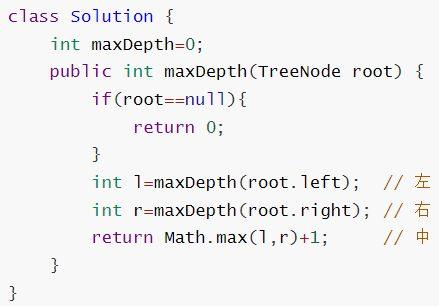 class Solution {
    int maxDepth=0;
    public int maxDepth(TreeNode root) {
        if(root==null){
            return 0;
        }
        int l=maxDepth(root.left);  // 左
        int r=maxDepth(root.right); // 右
        return Math.max(l,r)+1;     // 中
    }
}